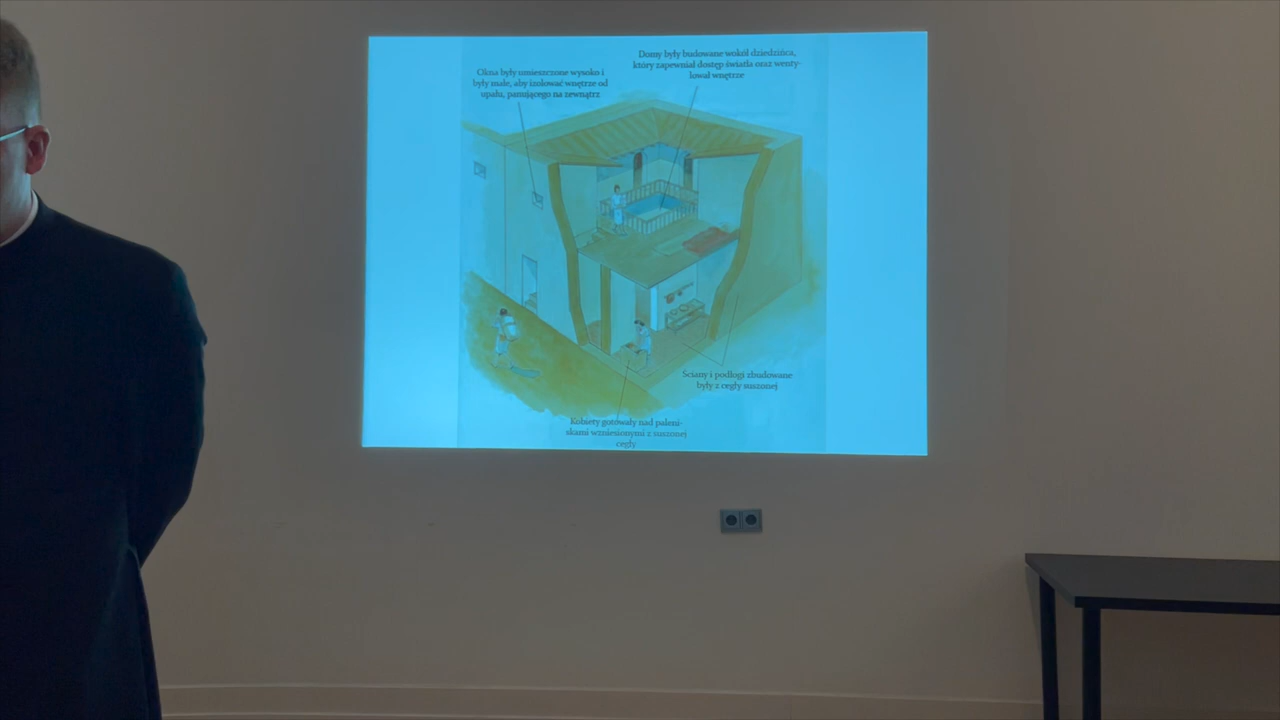 Okna były umieszczone wysoko i
były małe, aby izolować wnętrze od
upału, panującego na zewnątrz
Domy były budowane wokół dziedzińca,
który zapewniał dostęp światła oraz wenty-
lował wnętrze
Ściany i podłogi zbudowane
były z cegły suszonej
Kobiety gotowały nad paleni-
skami wzniesionymi z suszonej
cegły